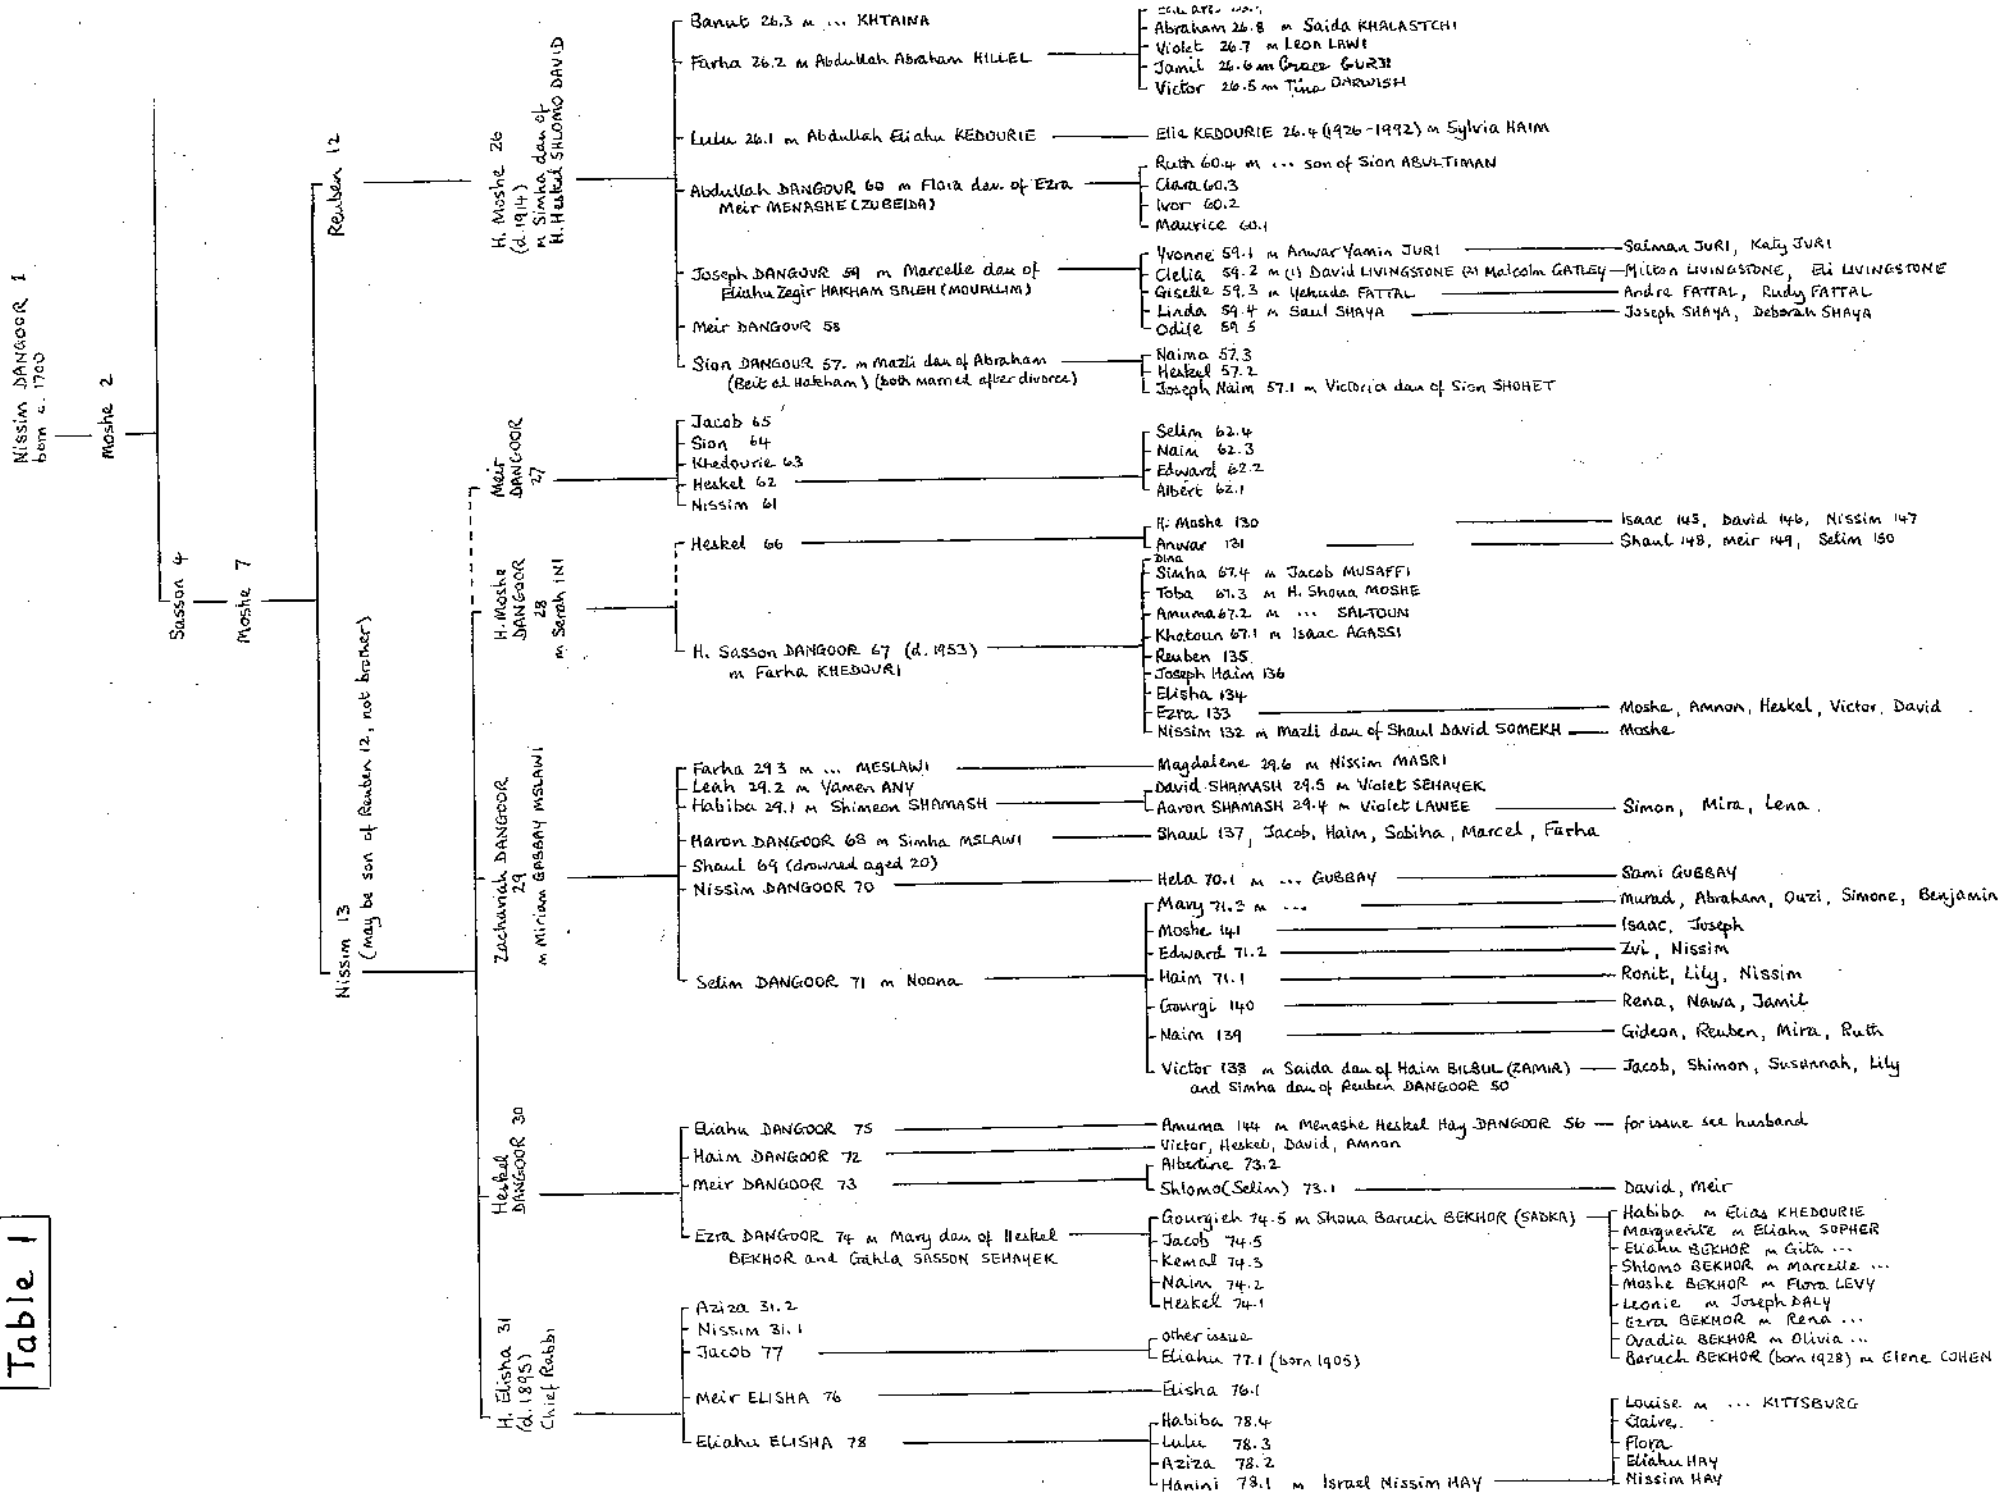 Table 1
Nissim DANGOOR 1
born c. 1700
Moshe 2
Sasson 4
Moshe 7
Reuben 12
Nissim 13
(may be son of Reuben 12, not brother)
H. Moshe 26
(d. 1914)
m Simha dau of
H. Heskel SHLOMO DAVID
Banut 26.3 m ... KHTAINA
Farha 26.2 m Abdullah Abraham HILLEL
Abraham 26.8 m Saida KHALASTCHI
Violet 26.7 m Leon LAWI
Jamil 26.6 m Grace GURJI
Victor 26.5 m Tina DARWISH
Lulu 26.1 m Abdullah Eliahu KEDOURIE
Elie KEDOURIE 26.4 (1926-1992) m Sylvia HAIM
Abdullah DANGOUR 60 m Flora dau. of Ezra
Meir MENASHE (ZUBEIDA)
Ruth 60.4 m ... son of Sion ABULTIMAN
Clara 60.3
Ivor 60.2
Maurice 60.1
Joseph DANGOUR 59 m Marcelle dau of
Eliahu Zegir HAKHAM SALEH (MOUALLIM)
Yvonne 59.1 m Anwar Yamin JURI
Salman JURI, Katy JURI
Clelia 59.2 m (1) David LIVINGSTONE (2) Malcolm GATLEY
Milton LIVINGSTONE, Eli LIVINGSTONE
Giselle 59.3 m Yehuda FATTAL
Andre FATTAL, Rudy FATTAL
Linda 59.4 m Saul SHAYA
Joseph SHAYA, Deborah SHAYA
Odile 59.5
Meir DANGOUR 58
Sion DANGOUR 57. m Mazli dau of Abraham
(Beit al Hakham) (both married after divorce)
Naima 57.3
Heskel 57.2
Joseph Naim 57.1 m Victoria dau of Sion SHOHET
Meir
DANGOOR
27
Jacob 65
Sion 64
Khedourie 63
Heskel 62
Nissim 61
Selim 62.4
Naim 62.3
Edward 62.2
Albert 62.1
H. Moshe
DANGOOR
28
m Serah INI
Heskel 66
H. Moshe 130
Isaac 145, David 146, Nissim 147
Anwar 131
Shaul 148, Meir 149, Selim 150
H. Sasson DANGOOR 67 (d. 1953)
m Farha KHEDOURI
Dina
Simha 67.4 m Jacob MUSAFFI
Toba 67.3 m H. Shoua MOSHE
Amuma 67.2 m ... SALTOUN
Khatoun 67.1 m Isaac AGASSI
Reuben 135
Joseph Haim 136
Elisha 134
Ezra 133
Moshe, Amnon, Heskel, Victor, David
Nissim 132 m Mazli dau of Shaul David SOMEKH
Moshe
Zachariah DANGOOR
29
m Miriam GABBAY MSLAWI
Farha 29.3 m ... MESLAWI
Magdalene 29.6 m Nissim MASRI
Leah 29.2 m Yamen ANY
Habiba 29.1 m Shimeon SHAMASH
David SHAMASH 29.5 m Violet SEHAYEK
Aaron SHAMASH 29.4 m Violet LAWEE
Simon, Mira, Lena.
Haron DANGOOR 68 m Simha MSLAWI
Shaul 137, Jacob, Haim, Sabiha, Marcel, Farha
Shaul 69 (drowned aged 20)
Nissim DANGOOR 70
Hela 70.1 m ... GUBBAY
Sami GUBBAY
Selim DANGOOR 71 m Noona
Mary 71.3 m ...
Murad, Abraham, Ouzi, Simone, Benjamin
Moshe 141
Isaac, Joseph
Edward 71.2
Zvi, Nissim
Haim 71.1
Ronit, Lily, Nissim
Gourgi 140
Rena, Nawa, Jamil
Naim 139
Gideon, Reuben, Mira, Ruth
Victor 138 m Saida dau of Haim BILBUL (ZAMIR)
and Simha dau of Reuben DANGOOR 50
Jacob, Shimon, Susannah, Lily
Heskel
DANGOOR 30
Eliahu DANGOOR 75
Amuma 144 m Menashe Heskel Hay DANGOOR 56 — for issue see husband
Haim DANGOOR 72
Victor, Heskel, David, Amnon
Meir DANGOOR 73
Albertine 73.2
Shlomo (Selim) 73.1
David, Meir
Ezra DANGOOR 74 m Mary dau of Heskel
BEKHOR and Gahla SASSON SEHAYEK
Gourgieh 74.5 m Shoua Baruch BEKHOR (SADKA)
Jacob 74.5
Kemal 74.3
Naim 74.2
Heskel 74.1
Habiba m Elias KHEDOURIE
Marguerite m Eliahu SOPHER
Eliahu BEKHOR m Gita ...
Shlomo BEKHOR m Marcelle ...
Moshe BEKHOR m Flora LEVY
Leonie m Joseph DALY
Ezra BEKHOR m Rena ...
Ovadia BEKHOR m Olivia ...
Baruch BEKHOR (born 1928) m Elene COHEN
H. Elisha 31
(d. 1895)
Chief Rabbi
Aziza 31.2
Nissim 31.1
Jacob 77
other issue
Eliahu 77.1 (born 1905)
Meir ELISHA 76
Elisha 76.1
Eliahu ELISHA 78
Habiba 78.4
Lulu 78.3
Aziza 78.2
Hanini 78.1 m Israel Nissim HAY
Louise m ... KITTSBURG
Claire
Flora
Eliahu HAY
Nissim HAY